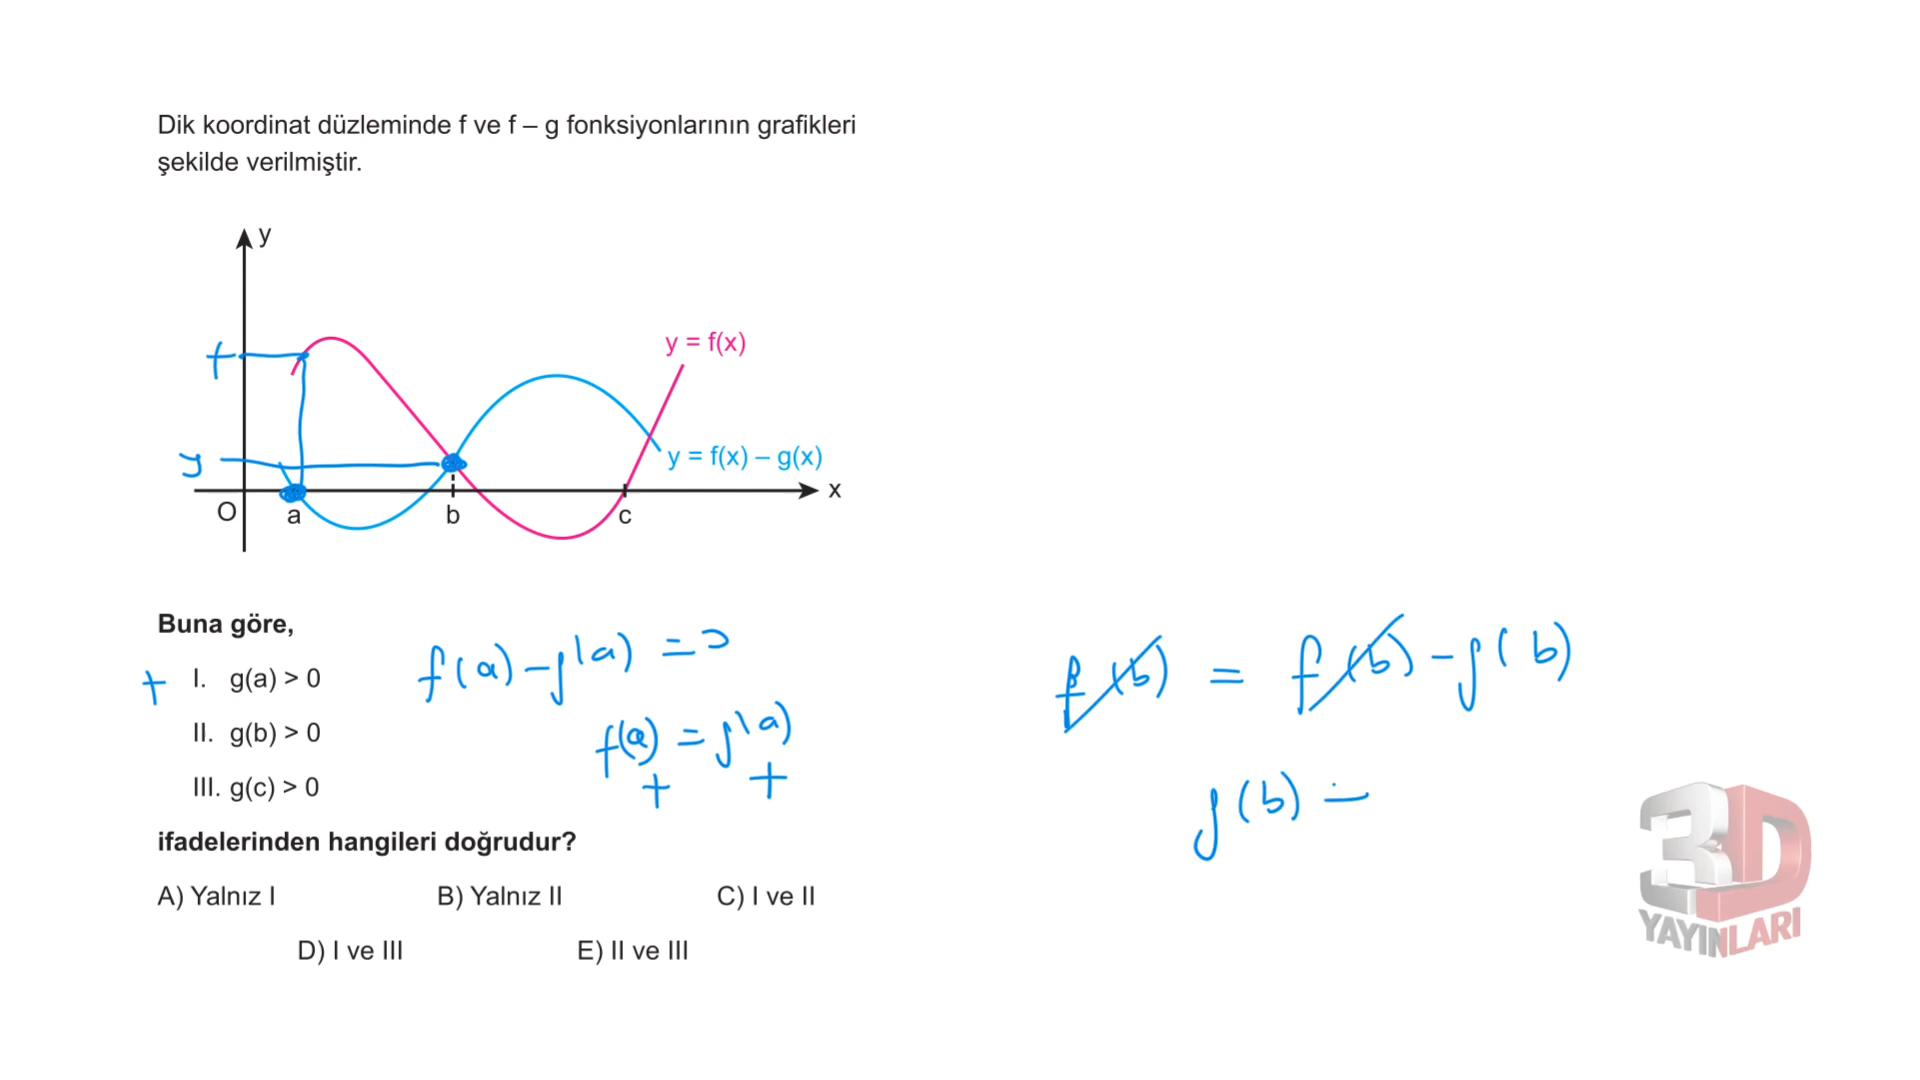 Dik koordinat düzleminde f ve f – g fonksiyonlarının grafikleri
şekilde verilmiştir.
y
y = f(x)
+
y
y = f(x) – g(x)
x
O
a
b
c
Buna göre,
+ I. g(a) > 0
II. g(b) > 0
III. g(c) > 0
f(a) – g(a) = 0
f(a) = g(a)
+ +
f(b) = f(b) – g(b)
g(b) =
ifadelerinden hangileri doğrudur?
A) Yalnız I B) Yalnız II C) I ve II
D) I ve III E) II ve III
3D
YAYINLARI